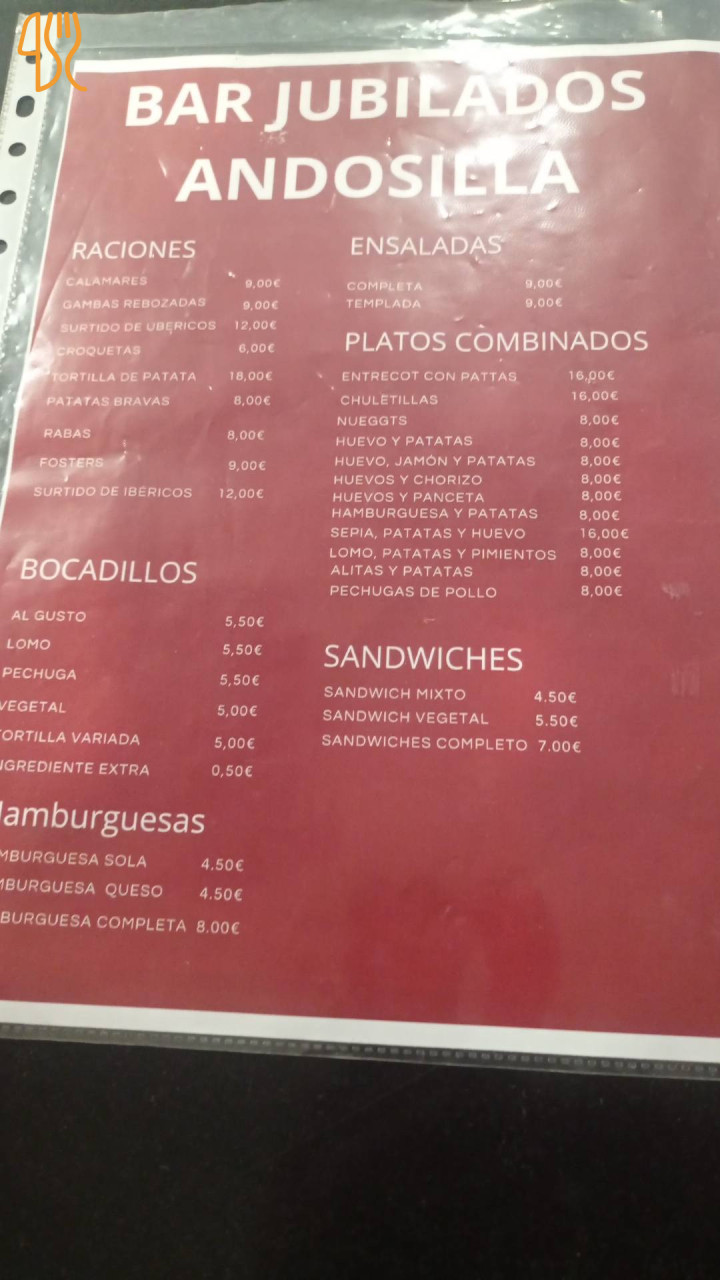 BAR JUBILADOS
ANDOSILLA
RACIONES
CALAMARES 9,00€
GAMBAS REBOZADAS 9,00€
SURTIDO DE UBERICOS 12,00€
CROQUETAS 6,00€
TORTILLA DE PATATA 18,00€
PATATAS BRAVAS 8,00€
RABAS 8,00€
FOSTERS 9,00€
SURTIDO DE IBERICOS 12,00€
BOCADILLOS
AL GUSTO 5,50€
LOMO 5,50€
PECHUGA 5,50€
VEGETAL 5,00€
TORTILLA VARIADA 5,00€
NGREDIENTE EXTRA 0,50€
Hamburguesas
MBURGUESA SOLA 4.50€
MBURGUESA QUESO 4.50€
BURGUESA COMPLETA 8.00€
ENSALADAS
COMPLETA 9,00€
TEMPLADA 9,00€
PLATOS COMBINADOS
ENTRECOT CON PATTAS 16,00€
CHULETILLAS 16,00€
NUEGGTS 8,00€
HUEVO Y PATATAS 8,00€
HUEVO, JAMÓN Y PATATAS 8,00€
HUEVOS Y CHORIZO 8,00€
HUEVOS Y PANCETA 8,00€
HAMBURGUESA Y PATATAS 8,00€
SEPIA, PATATAS Y HUEVO 16,00€
LOMO, PATATAS Y PIMIENTOS 8,00€
ALITAS Y PATATAS 8,00€
PECHUGAS DE POLLO 8,00€
SANDWICHES
SANDWICH MIXTO 4.50€
SANDWICH VEGETAL 5.50€
SANDWICHES COMPLETO 7.00€